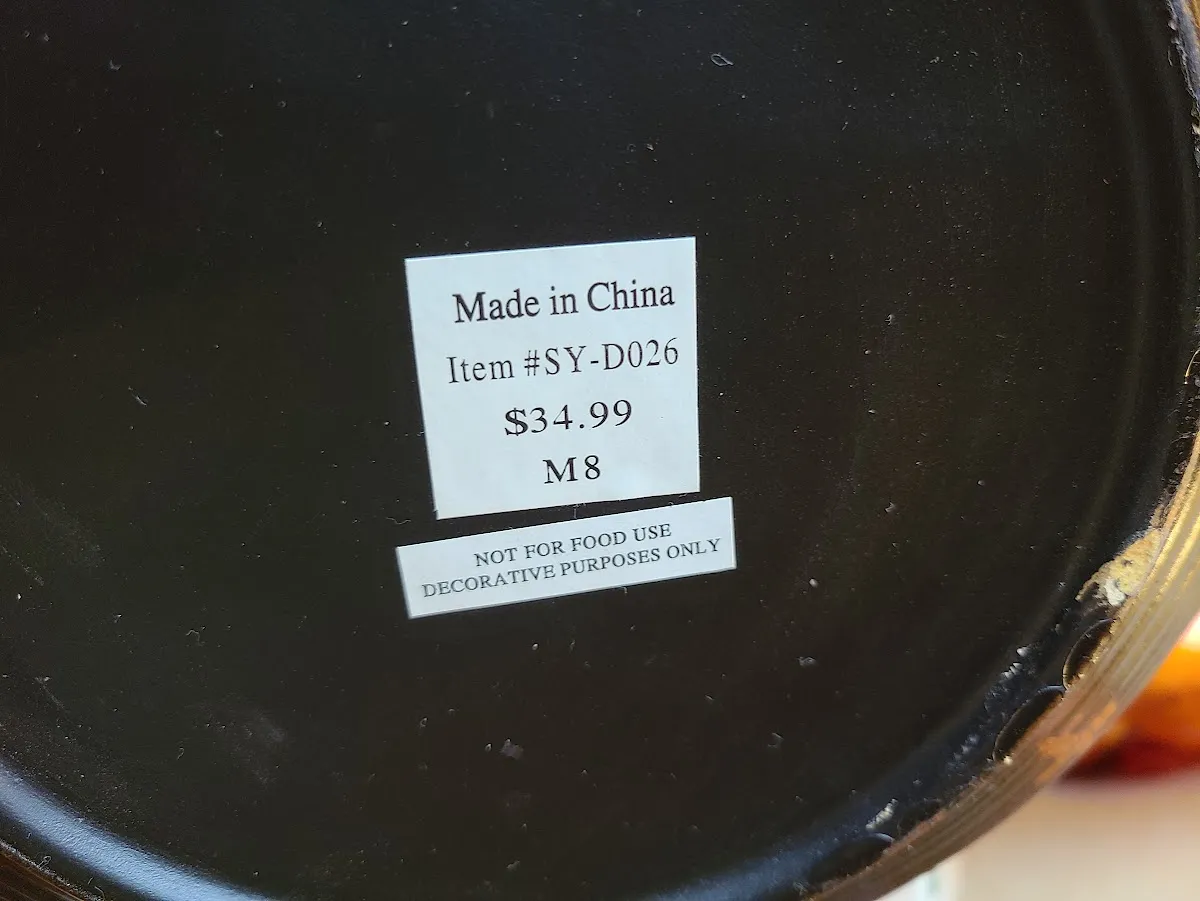 Made in China
Item #SY-D026
$34.99
M8
NOT FOR FOOD USE
DECORATIVE PURPOSES ONLY